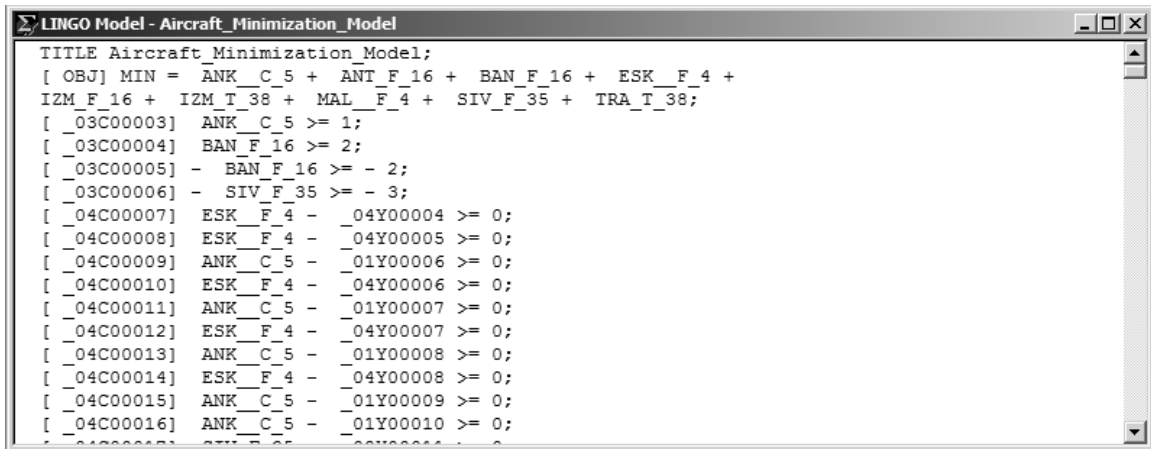 LINGO Model - Aircraft_Minimization_Model
TITLE Aircraft_Minimization_Model;
[ OBJ] MIN = ANK__C_5 + ANT_F_16 + BAN_F_16 + ESK__F_4 +
IZM_F_16 + IZM_T_38 + MAL__F_4 + SIV_F_35 + TRA_T_38;
[ _03C00003] ANK__C_5 >= 1;
[ _03C00004] BAN_F_16 >= 2;
[ _03C00005] - BAN_F_16 >= - 2;
[ _03C00006] - SIV_F_35 >= - 3;
[ _04C00007] ESK__F_4 - _04Y00004 >= 0;
[ _04C00008] ESK__F_4 - _04Y00005 >= 0;
[ _04C00009] ANK__C_5 - _01Y00006 >= 0;
[ _04C00010] ESK__F_4 - _04Y00006 >= 0;
[ _04C00011] ANK__C_5 - _01Y00007 >= 0;
[ _04C00012] ESK__F_4 - _04Y00007 >= 0;
[ _04C00013] ANK__C_5 - _01Y00008 >= 0;
[ _04C00014] ESK__F_4 - _04Y00008 >= 0;
[ _04C00015] ANK__C_5 - _01Y00009 >= 0;
[ _04C00016] ANK__C_5 - _01Y00010 >= 0;